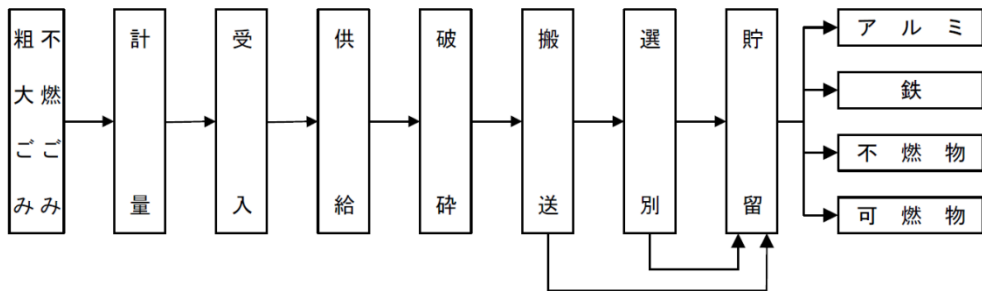 不燃ごみ
粗大ごみ
計量
受入
供給
破砕
搬送
選別
貯留
アルミ
鉄
不燃物
可燃物